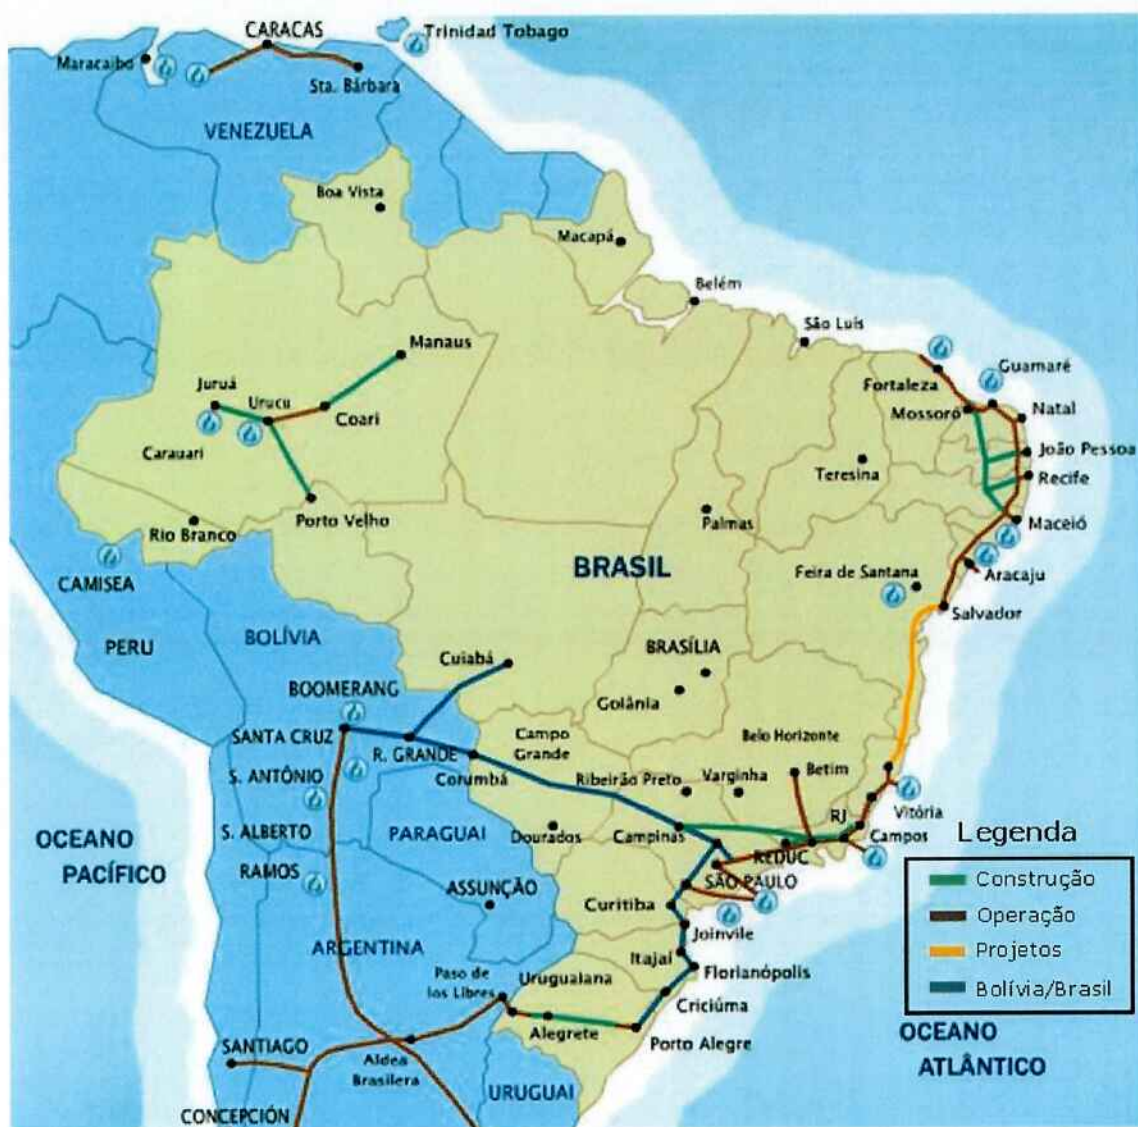 CARACAS
Trinidad Tobago
Maracaibo
Sta. Bárbara
VENEZUELA
Boa Vista
Macapá
Belém
São Luís
Manaus
Guamaré
Fortaleza
Juruá
Urucu
Mossoró
Natal
Coari
Carauari
João Pessoa
Teresina
Recife
Porto Velho
Rio Branco
Palmas
Maceió
CAMISEA
BRASIL
Feira de Santana
Aracaju
Salvador
PERU
BOLÍVIA
Cuiabá
BRASÍLIA
BOOMERANG
Goiânia
SANTA CRUZ
R. GRANDE
Campo
Grande
Belo Horizonte
S. ANTÔNIO
Corumbá
Ribeirão Preto
Varginha
Betim
Vitória
S. ALBERTO
PARAGUAI
Dourados
Campinas
RJ
Campos
OCEANO
PACÍFICO
RAMOS
REDUC
SÃO PAULO
ASSUNÇÃO
Curitiba
Joinvile
ARGENTINA
Itajaí
Paso de
los Libres
Uruguaiana
Florianópolis
Criciúma
Alegrete
Porto Alegre
SANTIAGO
Aldea
Brasilera
URUGUAI
CONCEPCIÓN
Legenda
Construção
Operação
Projetos
Bolívia/Brasil
OCEANO
ATLÂNTICO